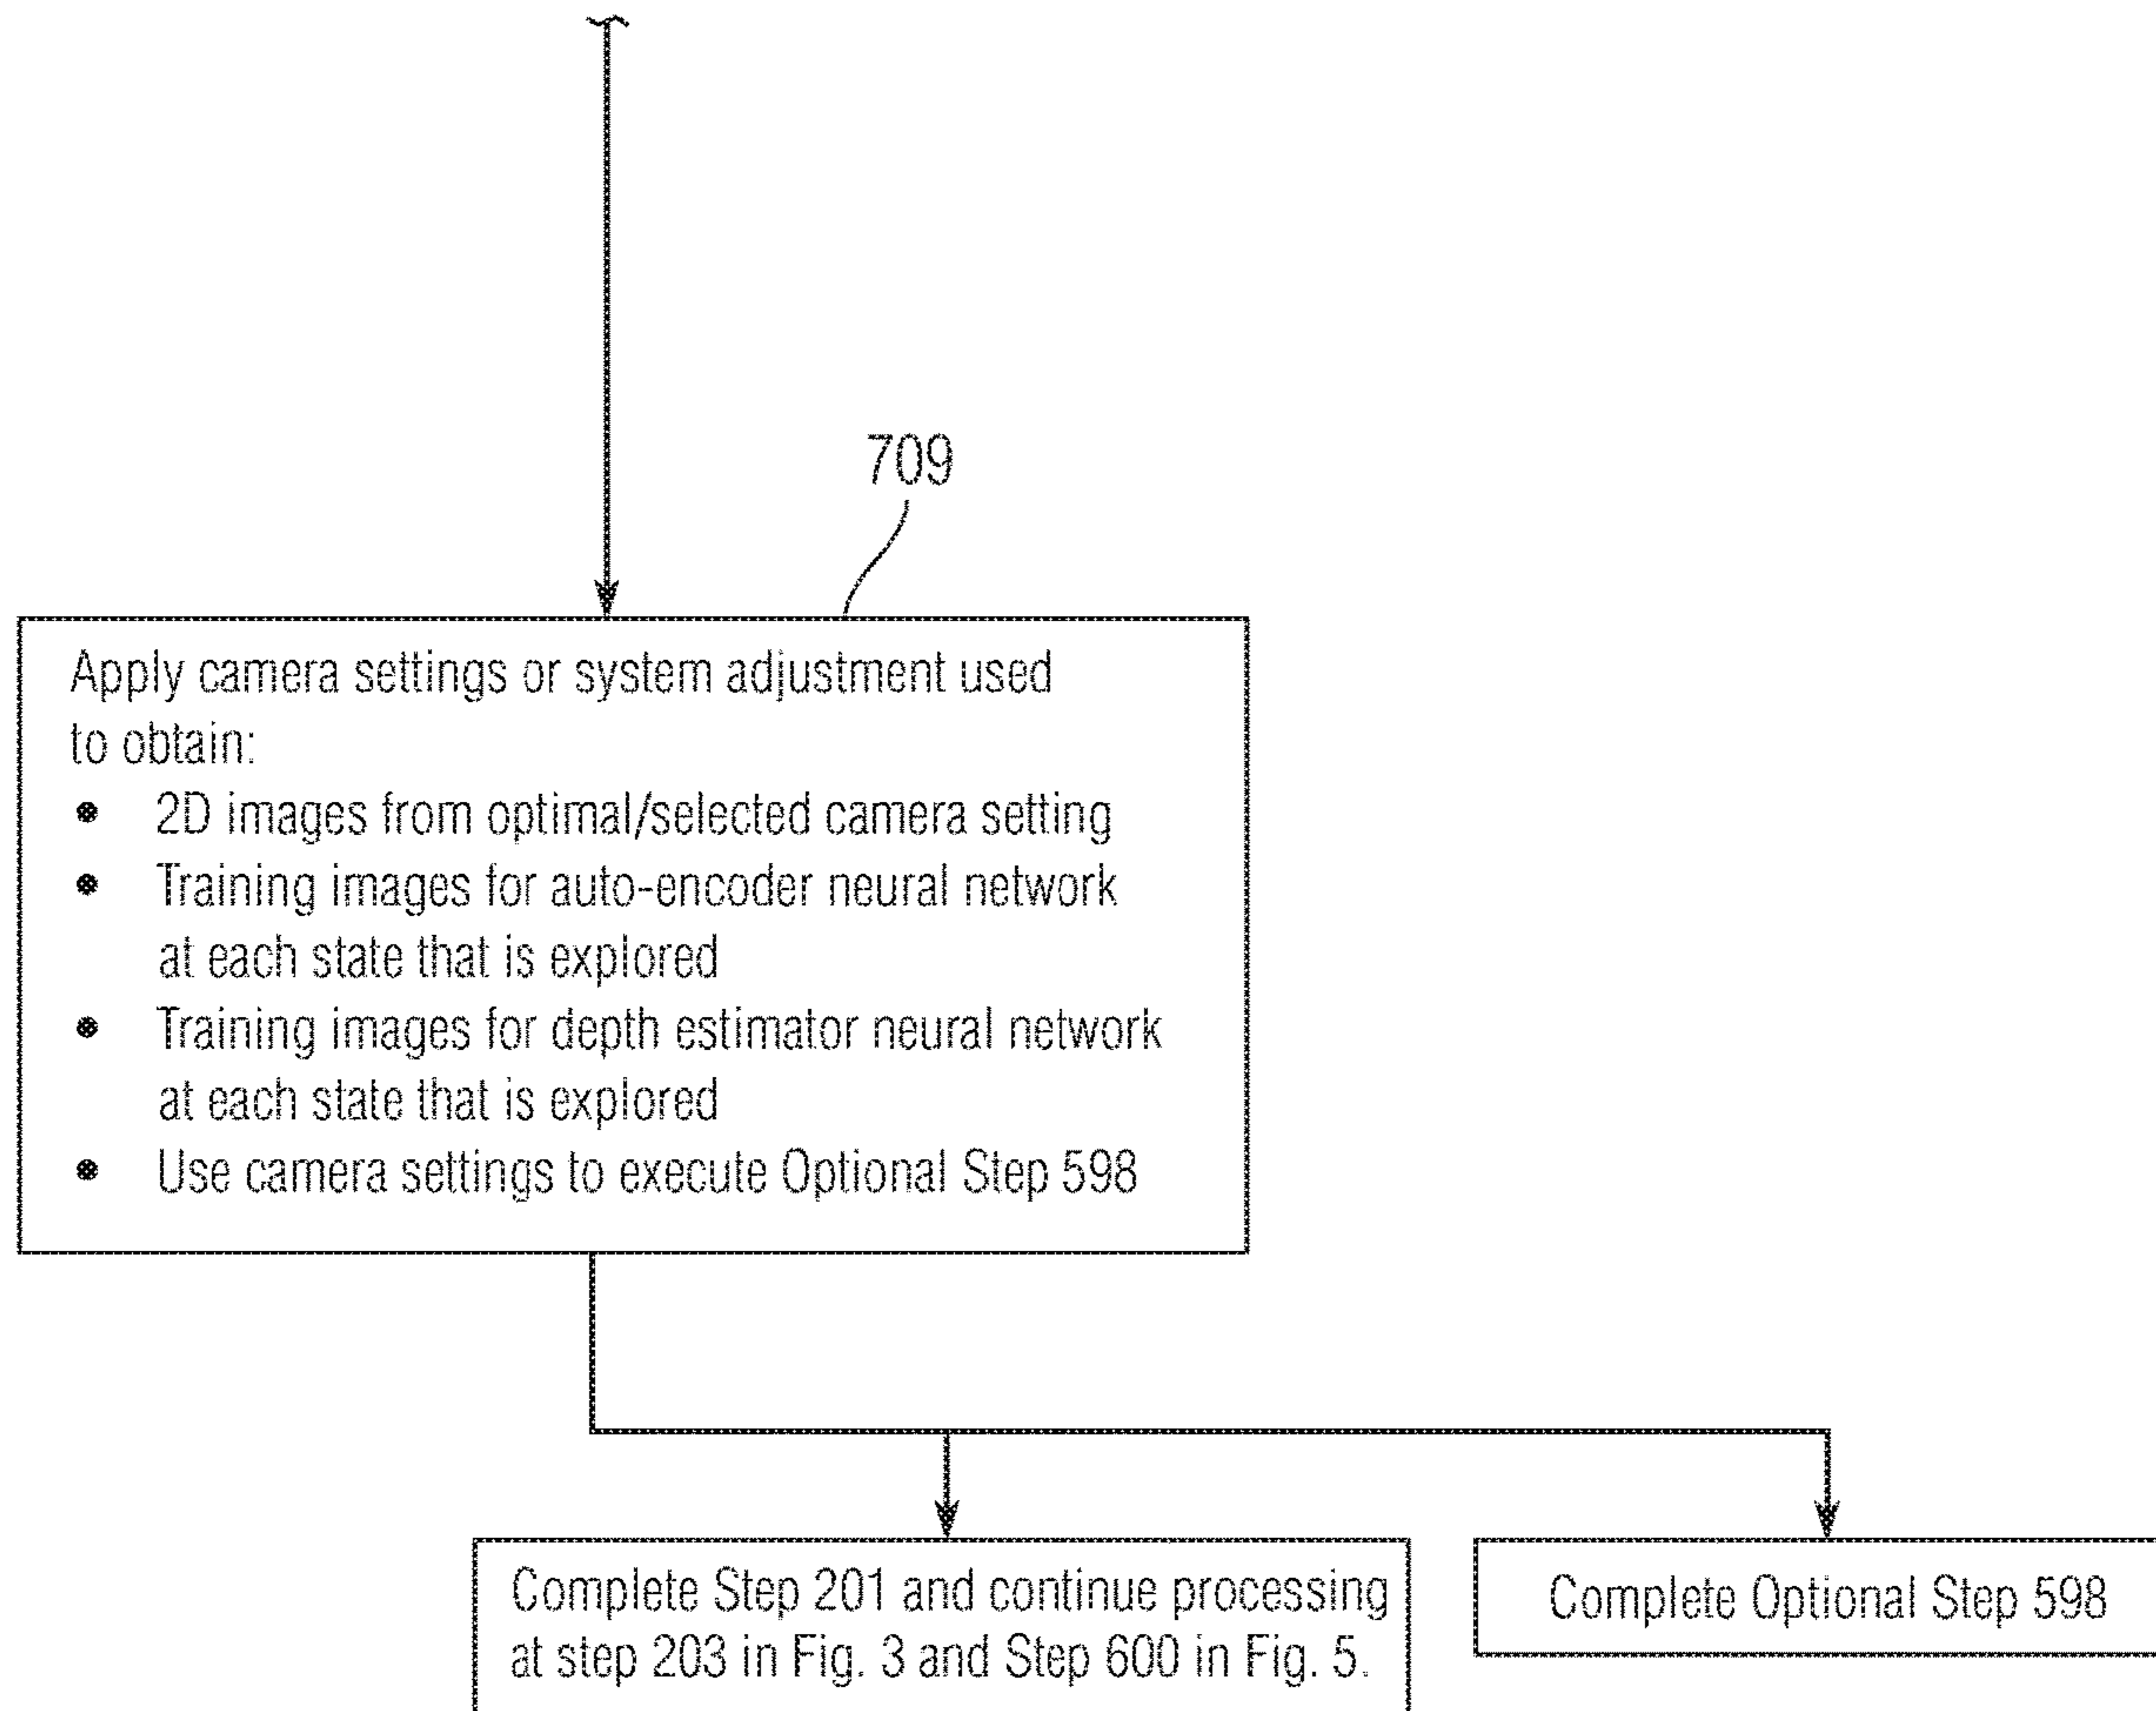 709
Apply camera settings or system adjustment used
to obtain:
• 2D images from optimal/selected camera setting
• Training images for auto-encoder neural network
at each state that is explored
• Training images for depth estimator neural network
at each state that is explored
• Use camera settings to execute Optional Step 598
Complete Step 201 and continue processing
at step 203 in Fig. 3 and Step 600 in Fig. 5.
Complete Optional Step 598